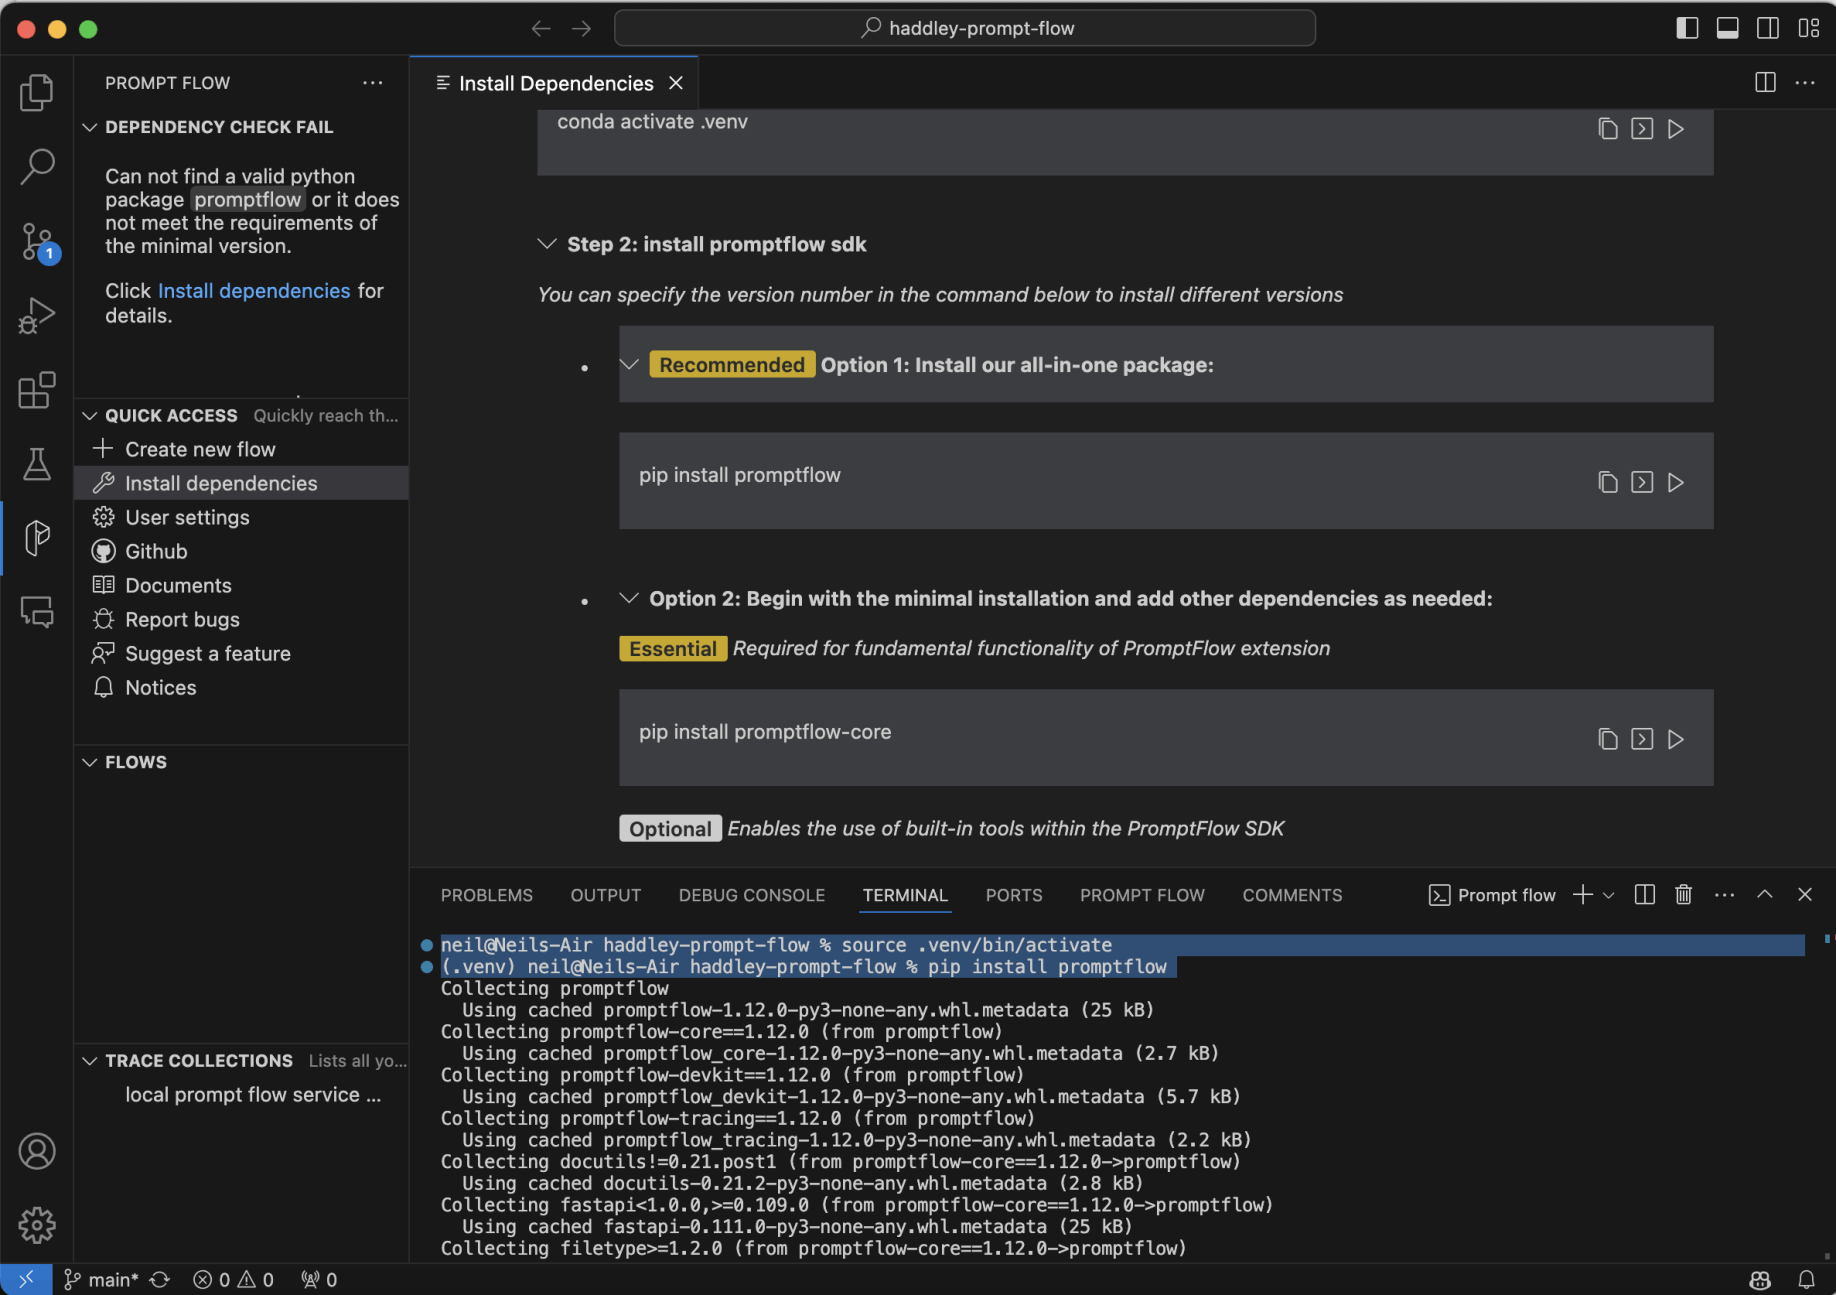 haddley-prompt-flow
PROMPT FLOW
DEPENDENCY CHECK FAIL
Can not find a valid python
package promptflow or it does
not meet the requirements of
the minimal version.
Click Install dependencies for
details.
QUICK ACCESS Quickly reach th...
Create new flow
Install dependencies
User settings
Github
Documents
Report bugs
Suggest a feature
Notices
FLOWS
TRACE COLLECTIONS Lists all yo...
local prompt flow service ...
1
Install Dependencies
conda activate .venv
Step 2: install promptflow sdk
You can specify the version number in the command below to install different versions
Recommended Option 1: Install our all-in-one package:
pip install promptflow
Option 2: Begin with the minimal installation and add other dependencies as needed:
Essential Required for fundamental functionality of PromptFlow extension
pip install promptflow-core
Optional Enables the use of built-in tools within the PromptFlow SDK
PROBLEMS OUTPUT DEBUG CONSOLE TERMINAL PORTS PROMPT FLOW COMMENTS Prompt flow
neil@Neils-Air haddley-prompt-flow % source .venv/bin/activate
(.venv) neil@Neils-Air haddley-prompt-flow % pip install promptflow
Collecting promptflow
Using cached promptflow-1.12.0-py3-none-any.whl.metadata (25 kB)
Collecting promptflow-core==1.12.0 (from promptflow)
Using cached promptflow_core-1.12.0-py3-none-any.whl.metadata (2.7 kB)
Collecting promptflow-devkit==1.12.0 (from promptflow)
Using cached promptflow_devkit-1.12.0-py3-none-any.whl.metadata (5.7 kB)
Collecting promptflow-tracing==1.12.0 (from promptflow)
Using cached promptflow_tracing-1.12.0-py3-none-any.whl.metadata (2.2 kB)
Collecting docutils!=0.21.post1 (from promptflow-core==1.12.0->promptflow)
Using cached docutils-0.21.2-py3-none-any.whl.metadata (2.8 kB)
Collecting fastapi<1.0.0,>=0.109.0 (from promptflow-core==1.12.0->promptflow)
Using cached fastapi-0.111.0-py3-none-any.whl.metadata (25 kB)
Collecting filetype>=1.2.0 (from promptflow-core==1.12.0->promptflow)
main* 0 0 0